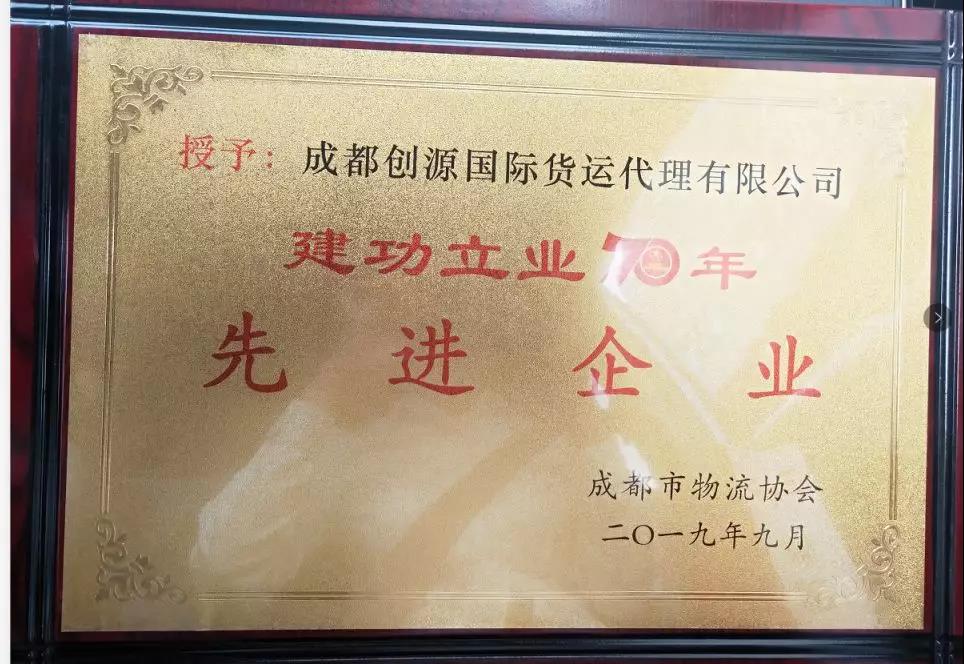 授予：成都创源国际货运代理有限公司
建功立业70年
先进企业
成都市物流协会
二〇一九年九月